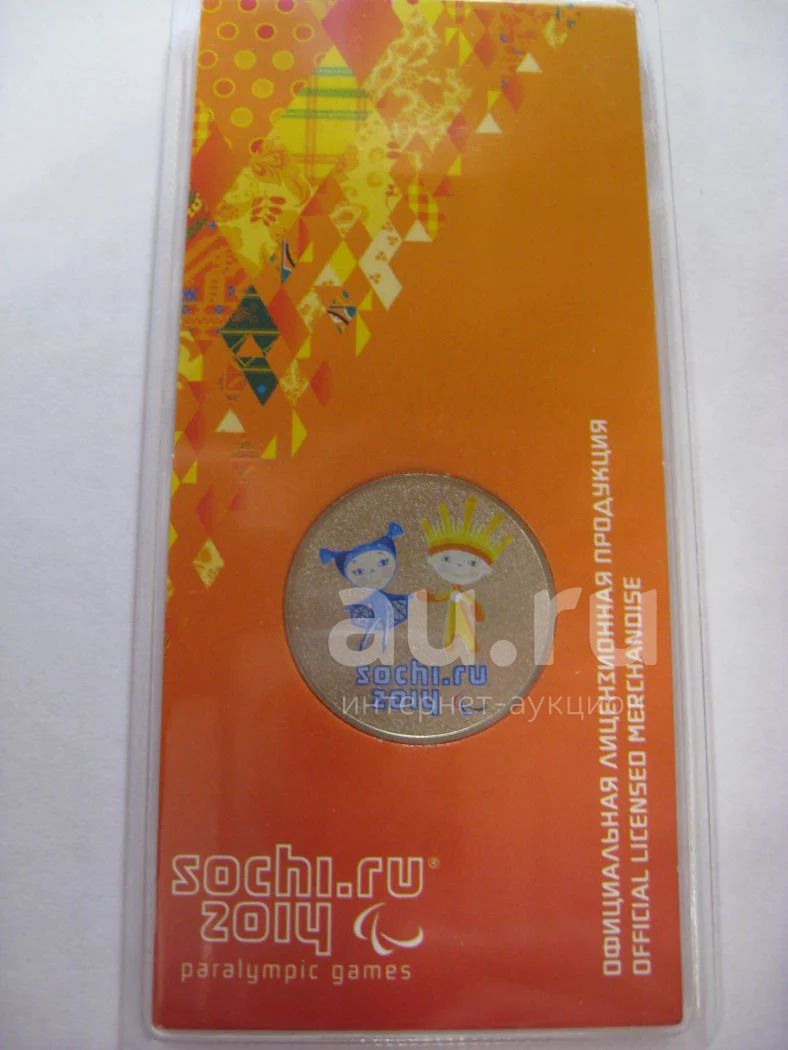 au.ru
интернет-аукцион
sochi.ru
2014
sochi.ru®
2014
paralympic games
ОФИЦИАЛЬНАЯ ЛИЦЕНЗИОННАЯ ПРОДУКЦИЯ
OFFICIAL LICENSED MERCHANDISE